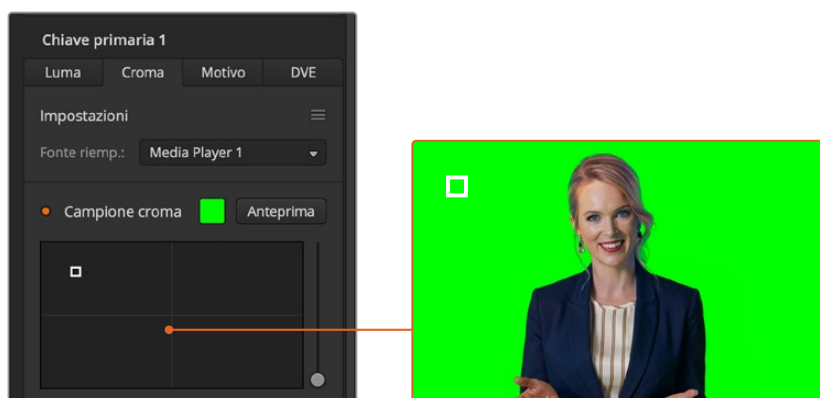 Chiave primaria 1
Luma Croma Motivo DVE
Impostazioni
Fonte riemp.: Media Player 1
Campione croma Anteprima